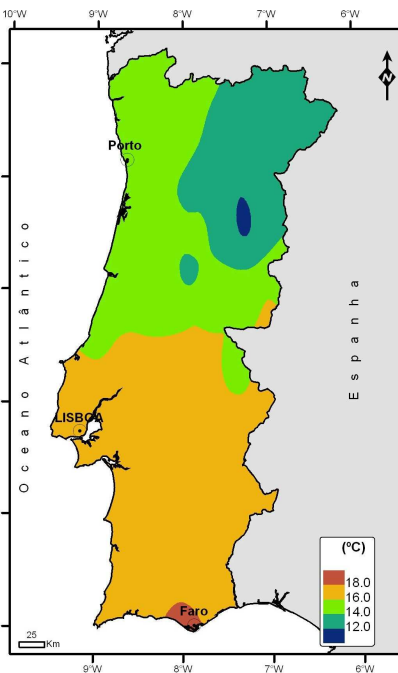 10°W 9°W 8°W 7°W 6°W
N
Porto
Oceano Atlântico
Espanha
LISBOA
Faro
(ºC)
18.0
16.0
14.0
12.0
25
Km
9°W 8°W 7°W 6°W